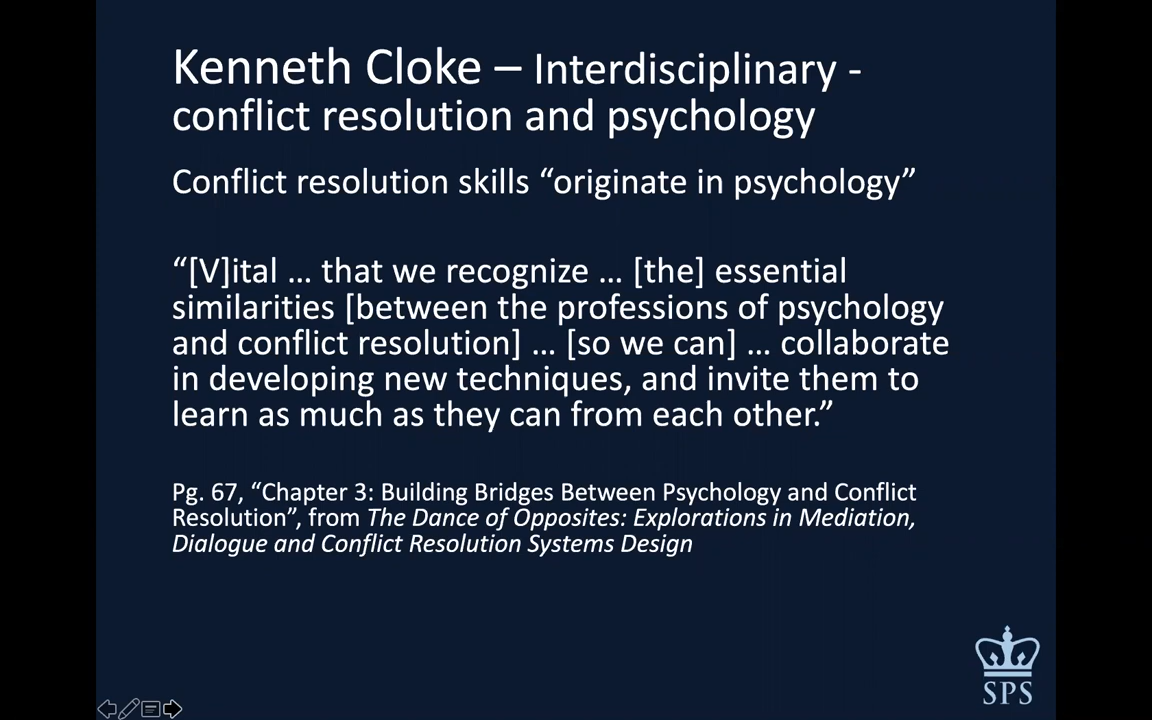 Kenneth Cloke – Interdisciplinary -
conflict resolution and psychology
Conflict resolution skills “originate in psychology”
“[V]ital … that we recognize … [the] essential
similarities [between the professions of psychology
and conflict resolution] … [so we can] … collaborate
in developing new techniques, and invite them to
learn as much as they can from each other.”
Pg. 67, “Chapter 3: Building Bridges Between Psychology and Conflict
Resolution”, from The Dance of Opposites: Explorations in Mediation,
Dialogue and Conflict Resolution Systems Design
SPS